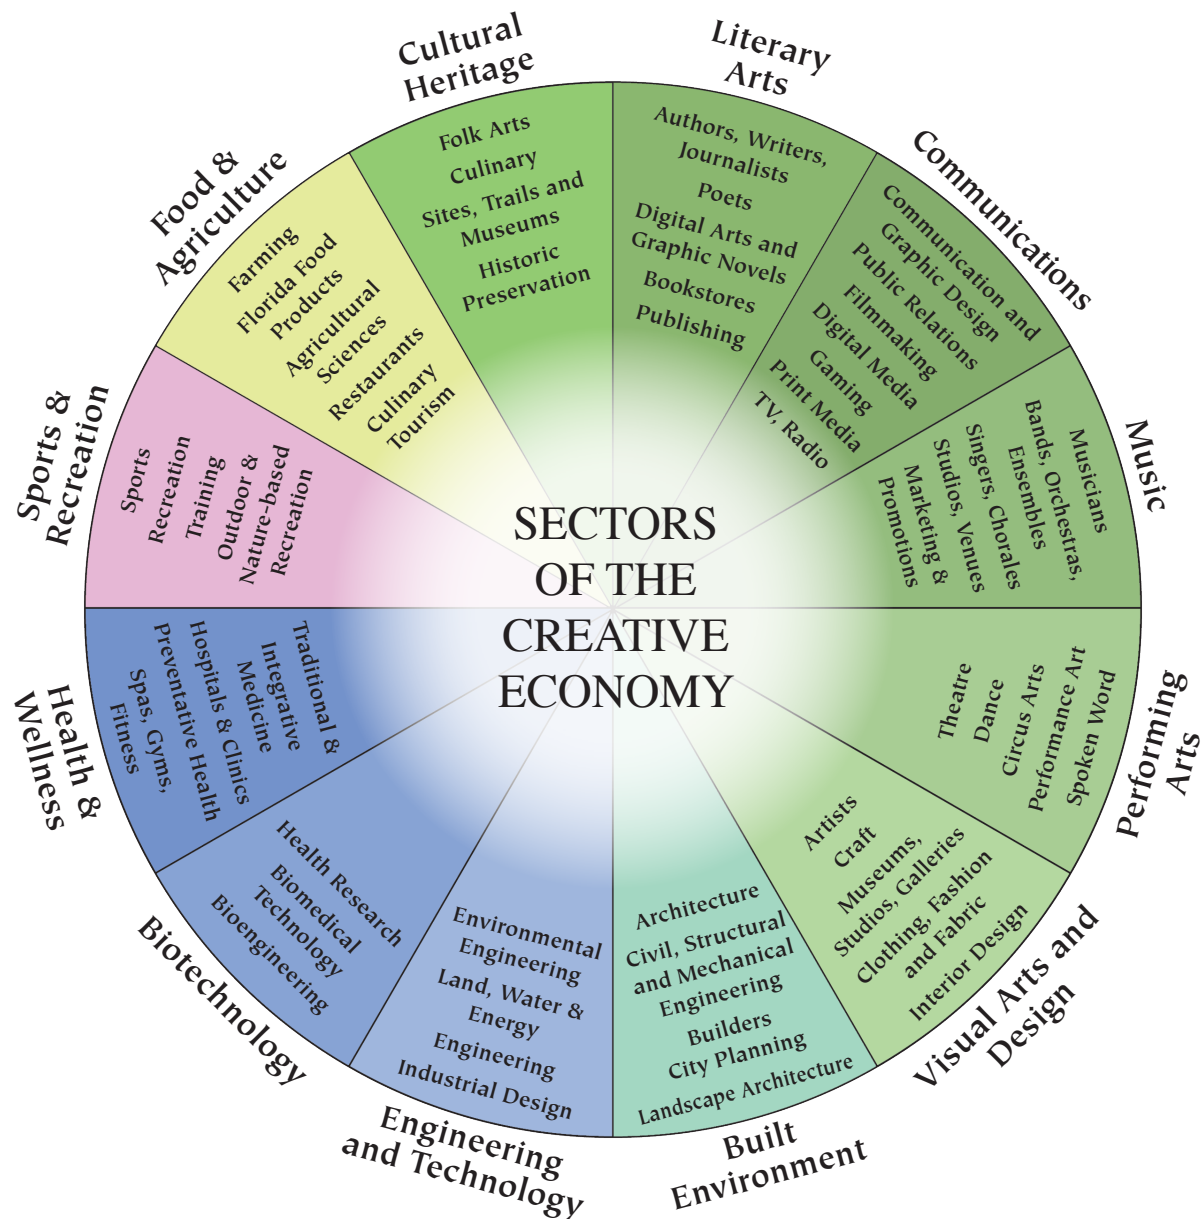 SECTORS
OF THE
CREATIVE
ECONOMY
Literary
Arts
Authors, Writers,
Journalists
Poets
Digital Arts and
Graphic Novels
Bookstores
Publishing
Communications
Communication and
Graphic Design
Public Relations
Filmmaking
Digital Media
Gaming
Print Media
TV, Radio
Music
Musicians
Bands, Orchestras,
Ensembles
Singers, Chorales
Studios, Venues
Marketing &
Promotions
Performing
Arts
Theatre
Dance
Circus Arts
Performance Art
Spoken Word
Visual Arts and
Design
Artists
Craft
Museums,
Studios, Galleries
Clothing, Fashion
and Fabric
Interior Design
Built
Environment
Architecture
Civil, Structural
and Mechanical
Engineering
Builders
City Planning
Landscape Architecture
Engineering
and Technology
Environmental
Engineering
Land, Water &
Energy
Engineering
Industrial Design
Biotechnology
Health Research
Biomedical
Technology
Bioengineering
Health &
Wellness
Traditional &
Integrative
Medicine
Hospitals & Clinics
Preventative Health
Spas, Gyms,
Fitness
Sports &
Recreation
Sports
Recreation
Training
Outdoor &
Nature-based
Recreation
Food &
Agriculture
Farming
Florida Food
Products
Agricultural
Sciences
Restaurants
Culinary
Tourism
Cultural
Heritage
Folk Arts
Culinary
Sites, Trails and
Museums
Historic
Preservation